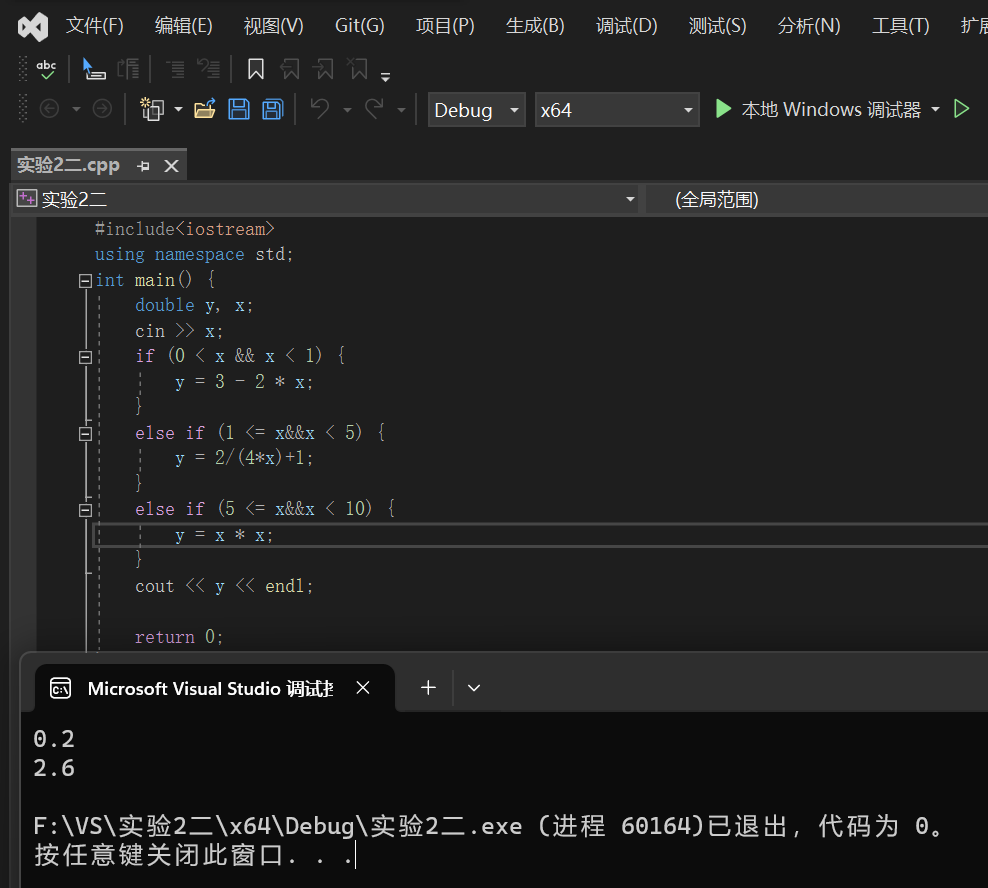 文件(F) 编辑(E) 视图(V) Git(G) 项目(P) 生成(B) 调试(D) 测试(S) 分析(N) 工具(T) 扩展
abc
Debug x64 本地 Windows 调试器
实验2二.cpp
实验2二 (全局范围)
#include<iostream>
using namespace std;
int main() {
    double y, x;
    cin >> x;
    if (0 < x && x < 1) {
        y = 3 - 2 * x;
    }
    else if (1 <= x&&x < 5) {
        y = 2/(4*x)+1;
    }
    else if (5 <= x&&x < 10) {
        y = x * x;
    }
    cout << y << endl;
    return 0;
C:\ Microsoft Visual Studio 调试控
0.2
2.6
F:\VS\实验2二\x64\Debug\实验2二.exe (进程 60164)已退出，代码为 0。
按任意键关闭此窗口. . .